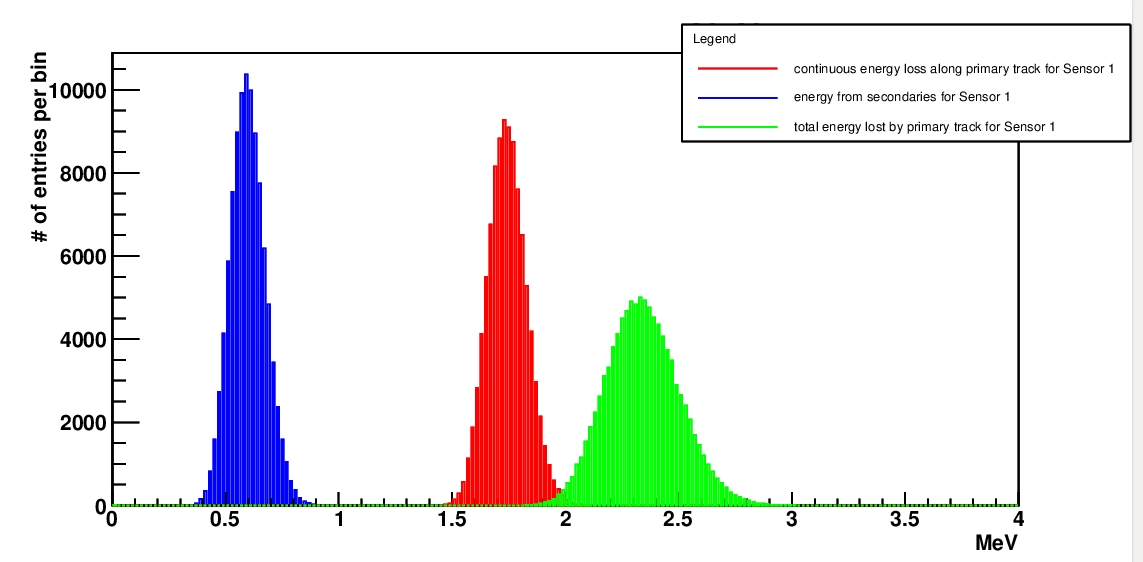 Legend
continuous energy loss along primary track for Sensor 1
energy from secondaries for Sensor 1
total energy lost by primary track for Sensor 1
# of entries per bin
10000
8000
6000
4000
2000
0
0 0.5 1 1.5 2 2.5 3 3.5 4
MeV